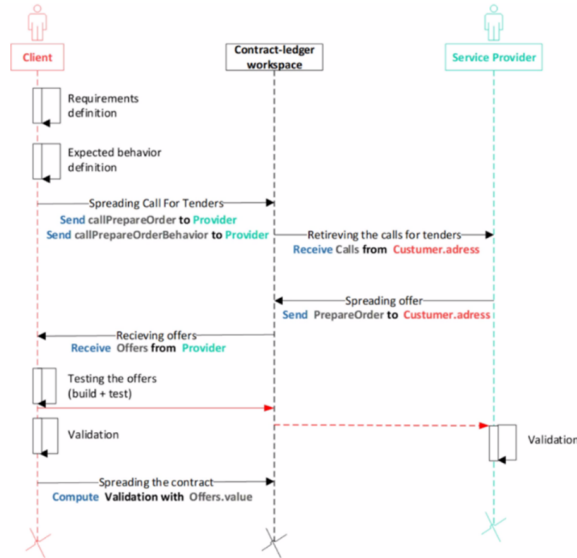 Client
Contract-ledger
workspace
Service Provider
Requirements
definition
Expected behavior
definition
Spreading Call For Tenders
Send callPrepareOrder to Provider
Send callPrepareOrderBehavior to Provider
Retireving the calls for tenders
Receive Calls from Custumer.adress
Spreading offer
Send PrepareOrder to Custumer.adress
Recieving offers
Receive Offers from Provider
Testing the offers
(build + test)
Validation
Validation
Spreading the contract
Compute Validation with Offers.value